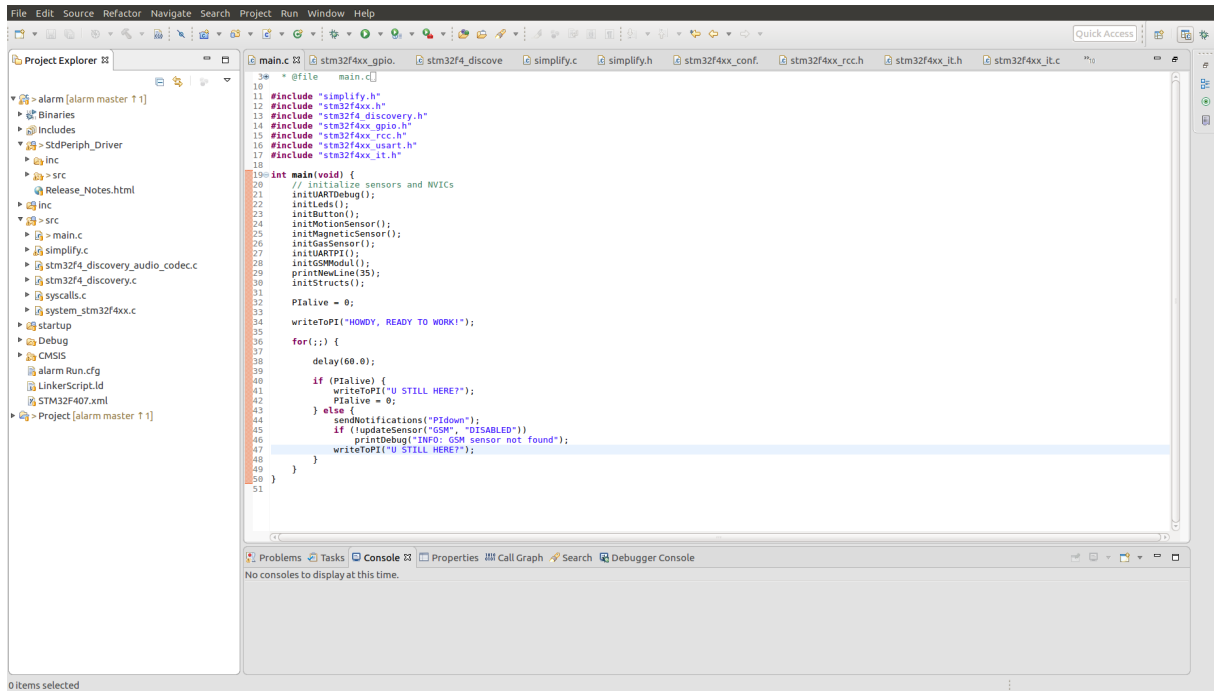 File Edit Source Refactor Navigate Search Project Run Window Help
Quick Access
Project Explorer
> alarm [alarm master ↑1]
Binaries
Includes
> StdPeriph_Driver
> inc
> src
Release_Notes.html
inc
> src
> main.c
simplify.c
stm32f4_discovery_audio_codec.c
stm32f4_discovery.c
syscalls.c
system_stm32f4xx.c
startup
Debug
CMSIS
alarm Run.cfg
LinkerScript.ld
STM32F407.xml
> Project [alarm master ↑1]
main.c stm32f4xx_gpio. stm32f4_discove simplify.c simplify.h stm32f4xx_conf. stm32f4xx_rcc.h stm32f4xx_it.h stm32f4xx_it.c "10
3 * @file main.c
10
11 #include "simplify.h"
12 #include "stm32f4xx.h"
13 #include "stm32f4_discovery.h"
14 #include "stm32f4xx_gpio.h"
15 #include "stm32f4xx_rcc.h"
16 #include "stm32f4xx_usart.h"
17 #include "stm32f4xx_it.h"
18
19 int main(void) {
20 // initialize sensors and NVICs
21 initUARTDebug();
22 initLeds();
23 initButton();
24 initMotionSensor();
25 initMagneticSensor();
26 initGasSensor();
27 initUARTPI();
28 initGSMModul();
29 printNewLine(35);
30 initStructs();
31
32 PIalive = 0;
33
34 writeToPI("HOWDY, READY TO WORK!");
35
36 for(;;) {
37
38 delay(60.0);
39
40 if (PIalive) {
41 writeToPI("U STILL HERE?");
42 PIalive = 0;
43 } else {
44 sendNotifications("PIdown");
45 if (!updateSensor("GSM", "DISABLED"))
46 printDebug("INFO: GSM sensor not found");
47 writeToPI("U STILL HERE?");
48 }
49 }
50 }
51
Problems Tasks Console Properties Call Graph Search Debugger Console
No consoles to display at this time.
0 items selected